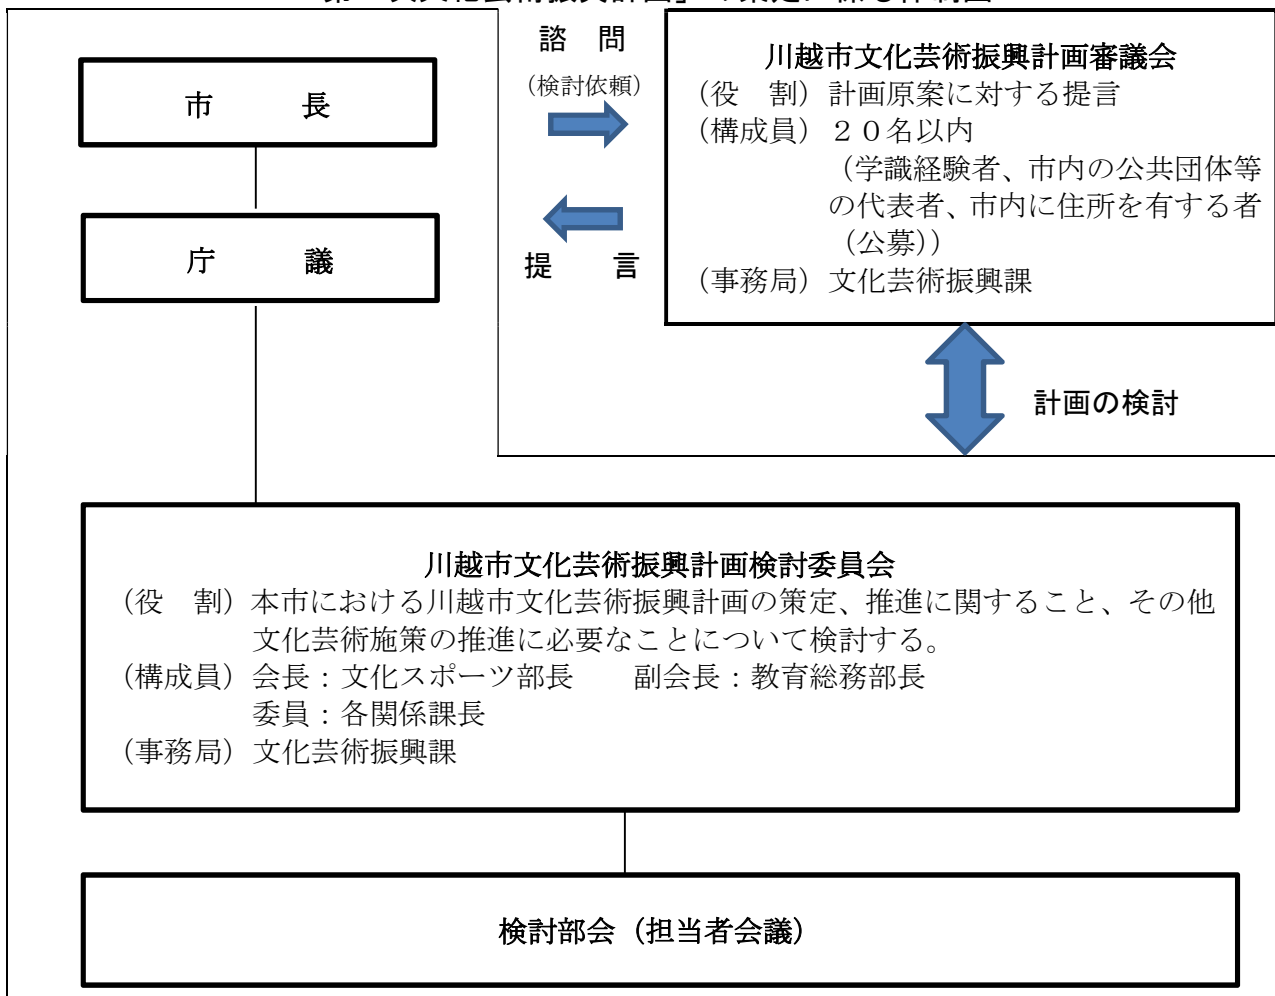 市　　長
庁　　議
諮　問
（検討依頼）
提　　言
川越市文化芸術振興計画審議会
（役　割）計画原案に対する提言
（構成員）２０名以内
（学識経験者、市内の公共団体等
の代表者、市内に住所を有する者
（公募））
（事務局）文化芸術振興課
計画の検討
川越市文化芸術振興計画検討委員会
（役　割）本市における川越市文化芸術振興計画の策定、推進に関すること、その他
文化芸術施策の推進に必要なことについて検討する。
（構成員）会長：文化スポーツ部長　　副会長：教育総務部長
委員：各関係課長
（事務局）文化芸術振興課
検討部会（担当者会議）